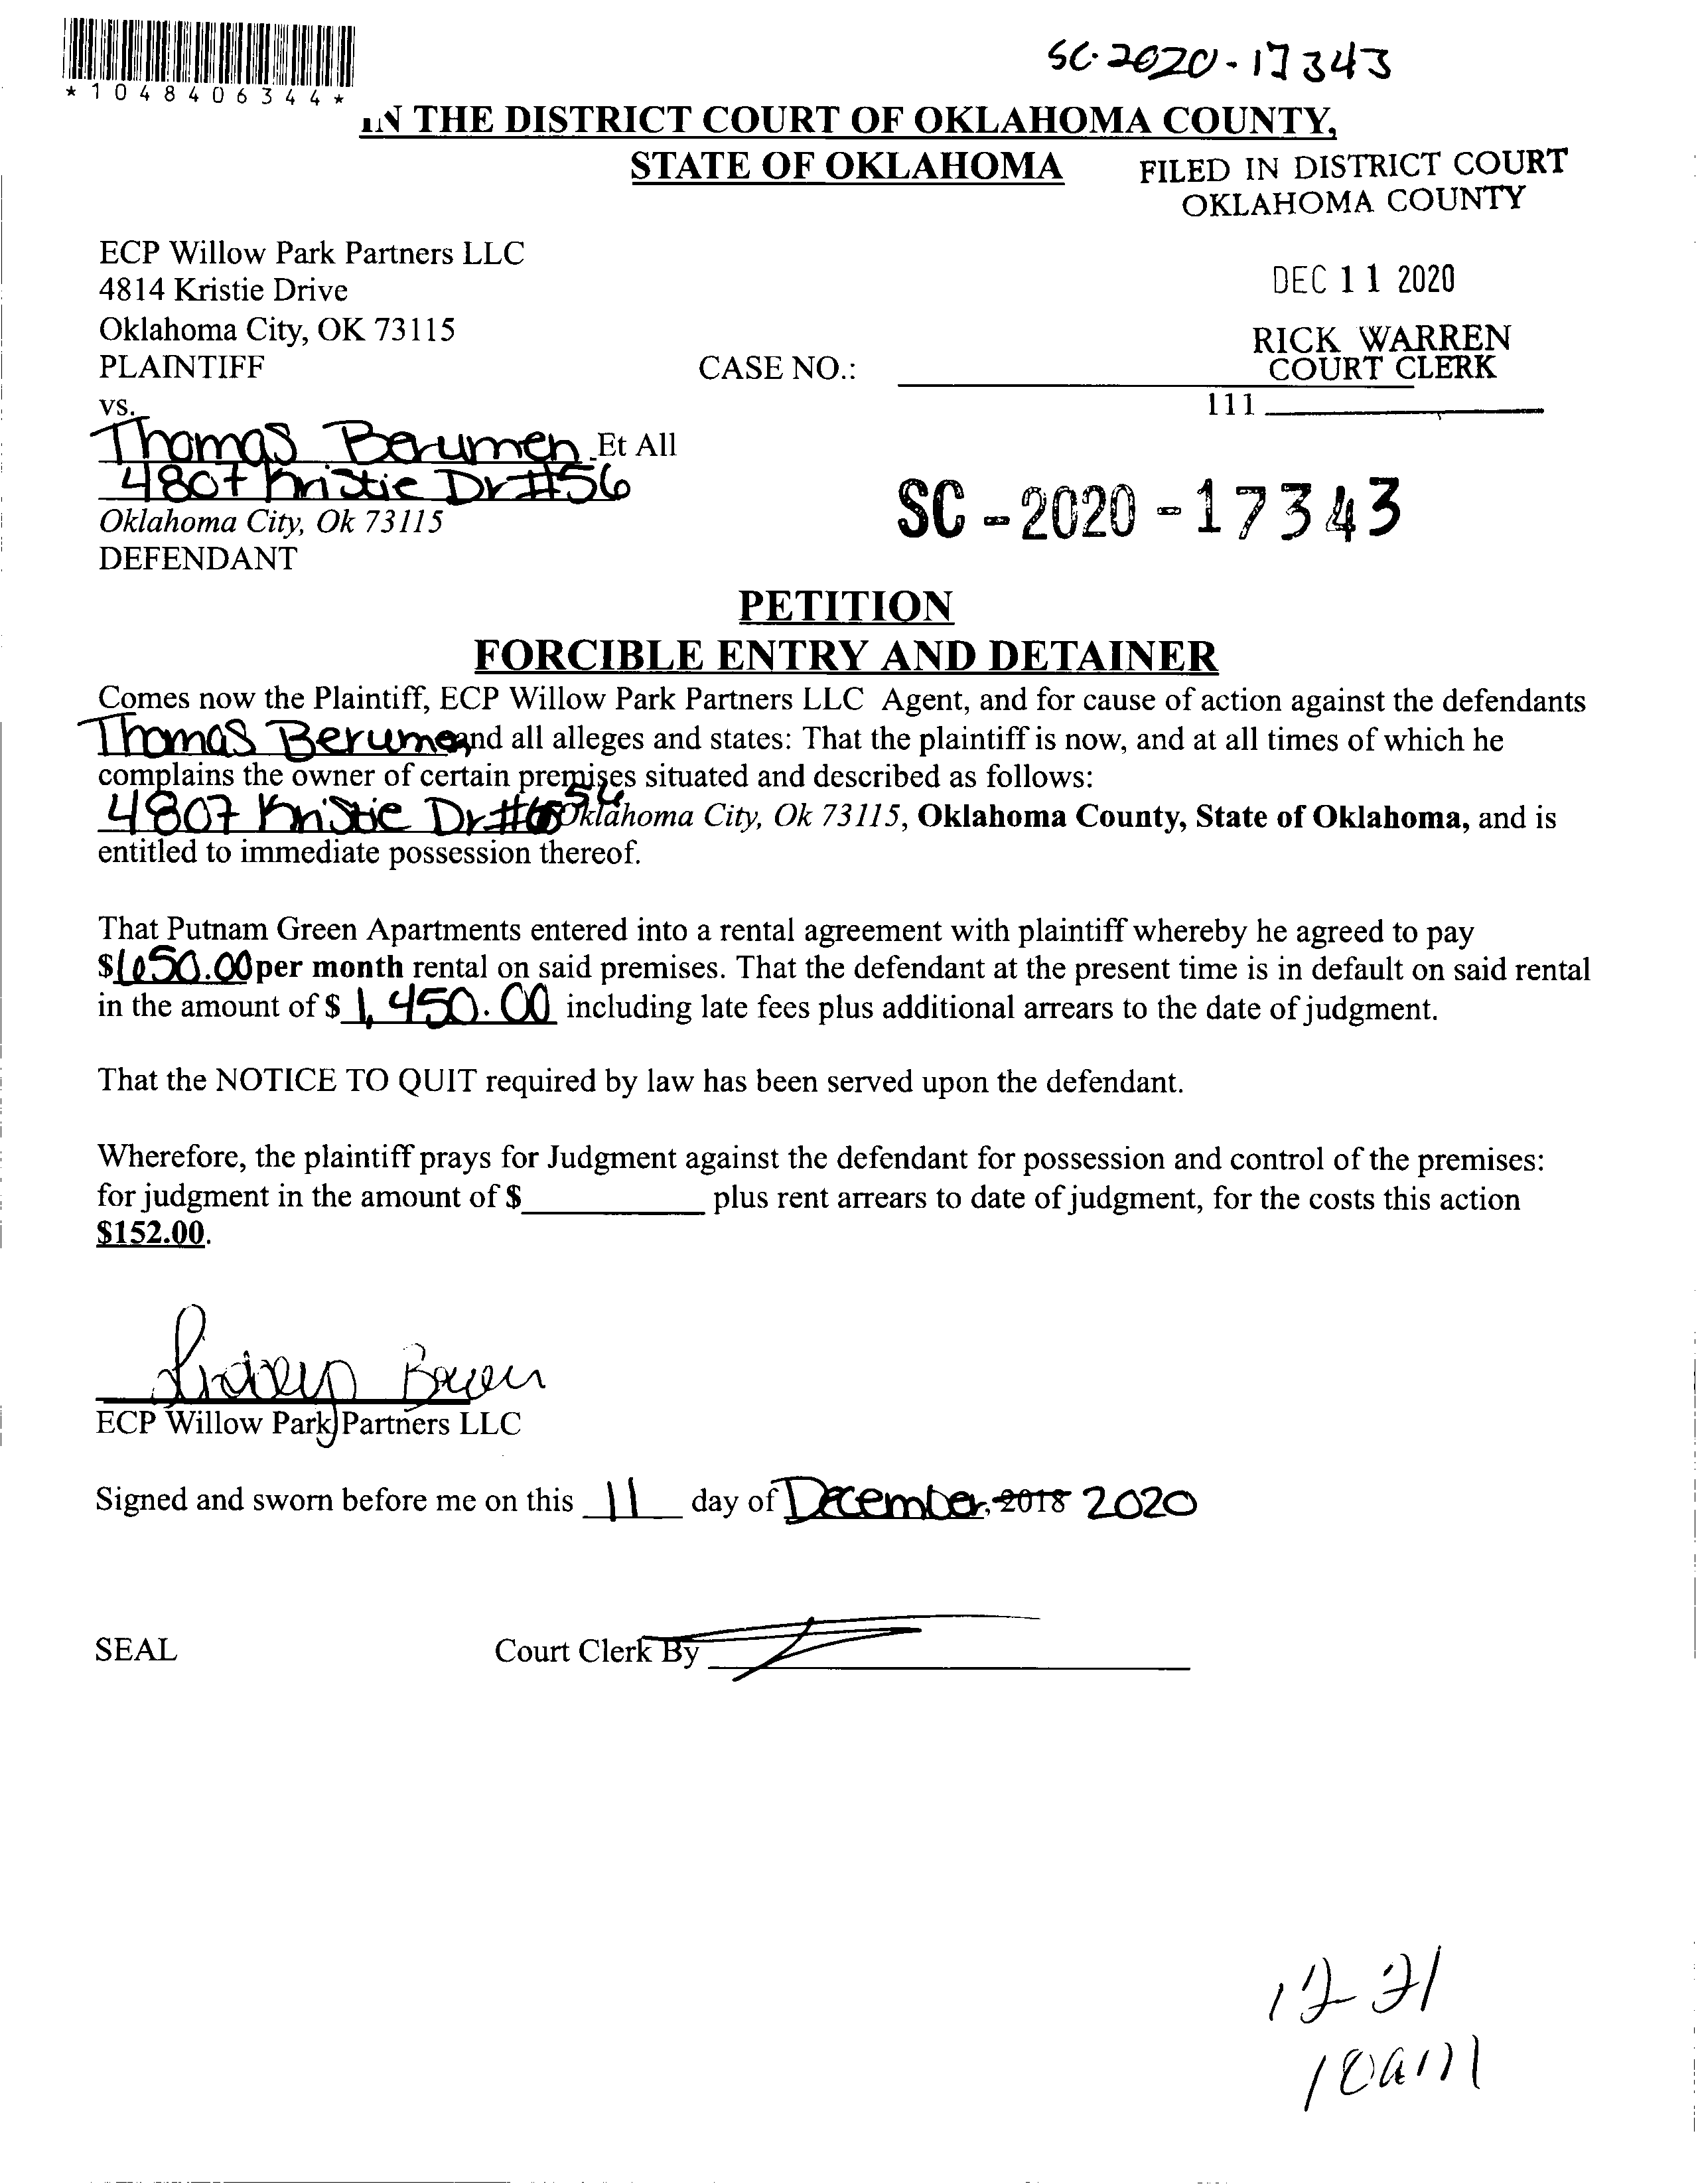 SC-2020-17343
*1048406344*
IN THE DISTRICT COURT OF OKLAHOMA COUNTY,
STATE OF OKLAHOMA
FILED IN DISTRICT COURT
OKLAHOMA COUNTY
ECP Willow Park Partners LLC
4814 Kristie Drive
Oklahoma City, OK 73115
PLAINTIFF
DEC 11 2020
RICK WARREN
COURT CLERK
CASE NO.:
111
vs.
Thomas Berumen Et All
4807 Kristie Dr #56
Oklahoma City, Ok 73115
DEFENDANT
SC-2020-17343
PETITION
FORCIBLE ENTRY AND DETAINER
Comes now the Plaintiff, ECP Willow Park Partners LLC Agent, and for cause of action against the defendants
Thomas Berumen and all alleges and states: That the plaintiff is now, and at all times of which he
complains the owner of certain premises situated and described as follows:
4807 Kristie Dr #56 Oklahoma City, Ok 73115, Oklahoma County, State of Oklahoma, and is
entitled to immediate possession thereof.
That Putnam Green Apartments entered into a rental agreement with plaintiff whereby he agreed to pay
$650.00 per month rental on said premises. That the defendant at the present time is in default on said rental
in the amount of $ 1,450.00 including late fees plus additional arrears to the date of judgment.
That the NOTICE TO QUIT required by law has been served upon the defendant.
Wherefore, the plaintiff prays for Judgment against the defendant for possession and control of the premises:
for judgment in the amount of $ plus rent arrears to date of judgment, for the costs this action
$152.00.
ECP Willow Park Partners LLC
Signed and sworn before me on this 11 day of December, 2018 2020
SEAL
Court Clerk By
12-21
10am